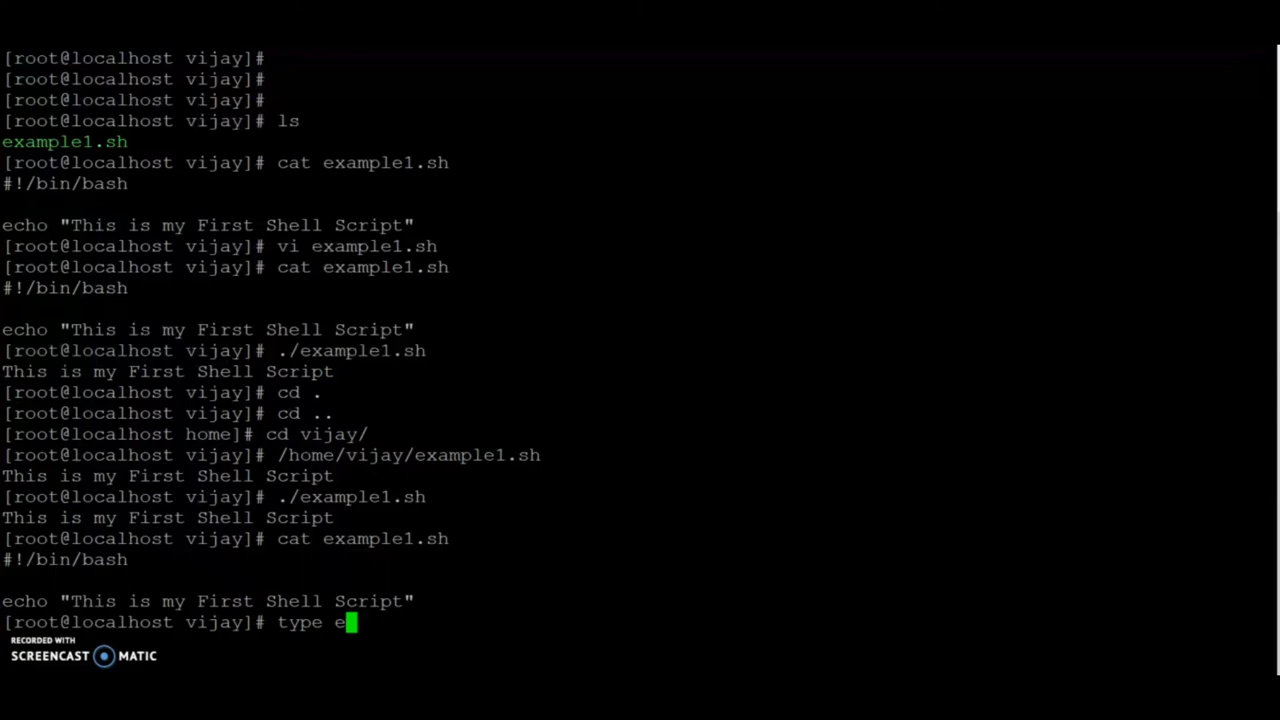 [root@localhost vijay]#
[root@localhost vijay]#
[root@localhost vijay]#
[root@localhost vijay]# ls
example1.sh
[root@localhost vijay]# cat example1.sh
#!/bin/bash
echo "This is my First Shell Script"
[root@localhost vijay]# vi example1.sh
[root@localhost vijay]# cat example1.sh
#!/bin/bash
echo "This is my First Shell Script"
[root@localhost vijay]# ./example1.sh
This is my First Shell Script
[root@localhost vijay]# cd .
[root@localhost vijay]# cd ..
[root@localhost home]# cd vijay/
[root@localhost vijay]# /home/vijay/example1.sh
This is my First Shell Script
[root@localhost vijay]# ./example1.sh
This is my First Shell Script
[root@localhost vijay]# cat example1.sh
#!/bin/bash
echo "This is my First Shell Script"
[root@localhost vijay]# type e
RECORDED WITH
SCREENCAST MATIC